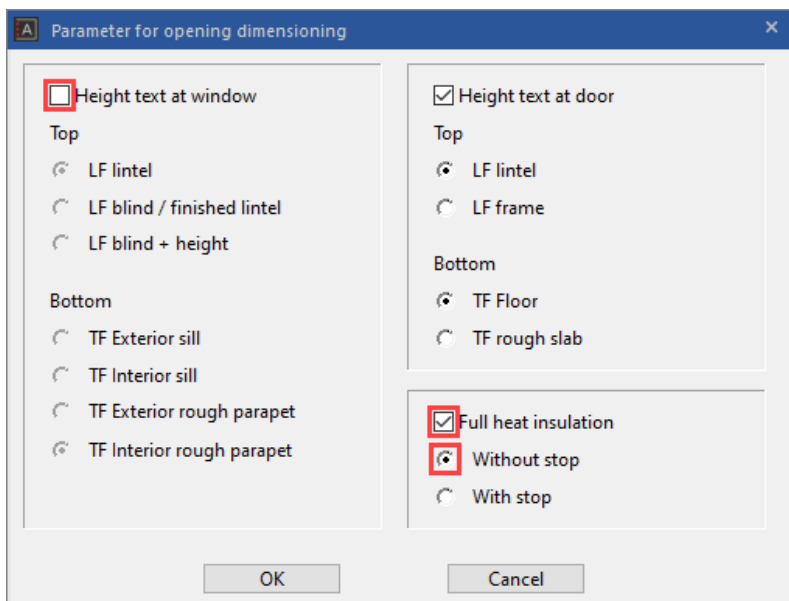 A Parameter for opening dimensioning
Height text at window
Top
LF lintel
LF blind / finished lintel
LF blind + height
Bottom
TF Exterior sill
TF Interior sill
TF Exterior rough parapet
TF Interior rough parapet
Height text at door
Top
LF lintel
LF frame
Bottom
TF Floor
TF rough slab
Full heat insulation
Without stop
With stop
OK
Cancel